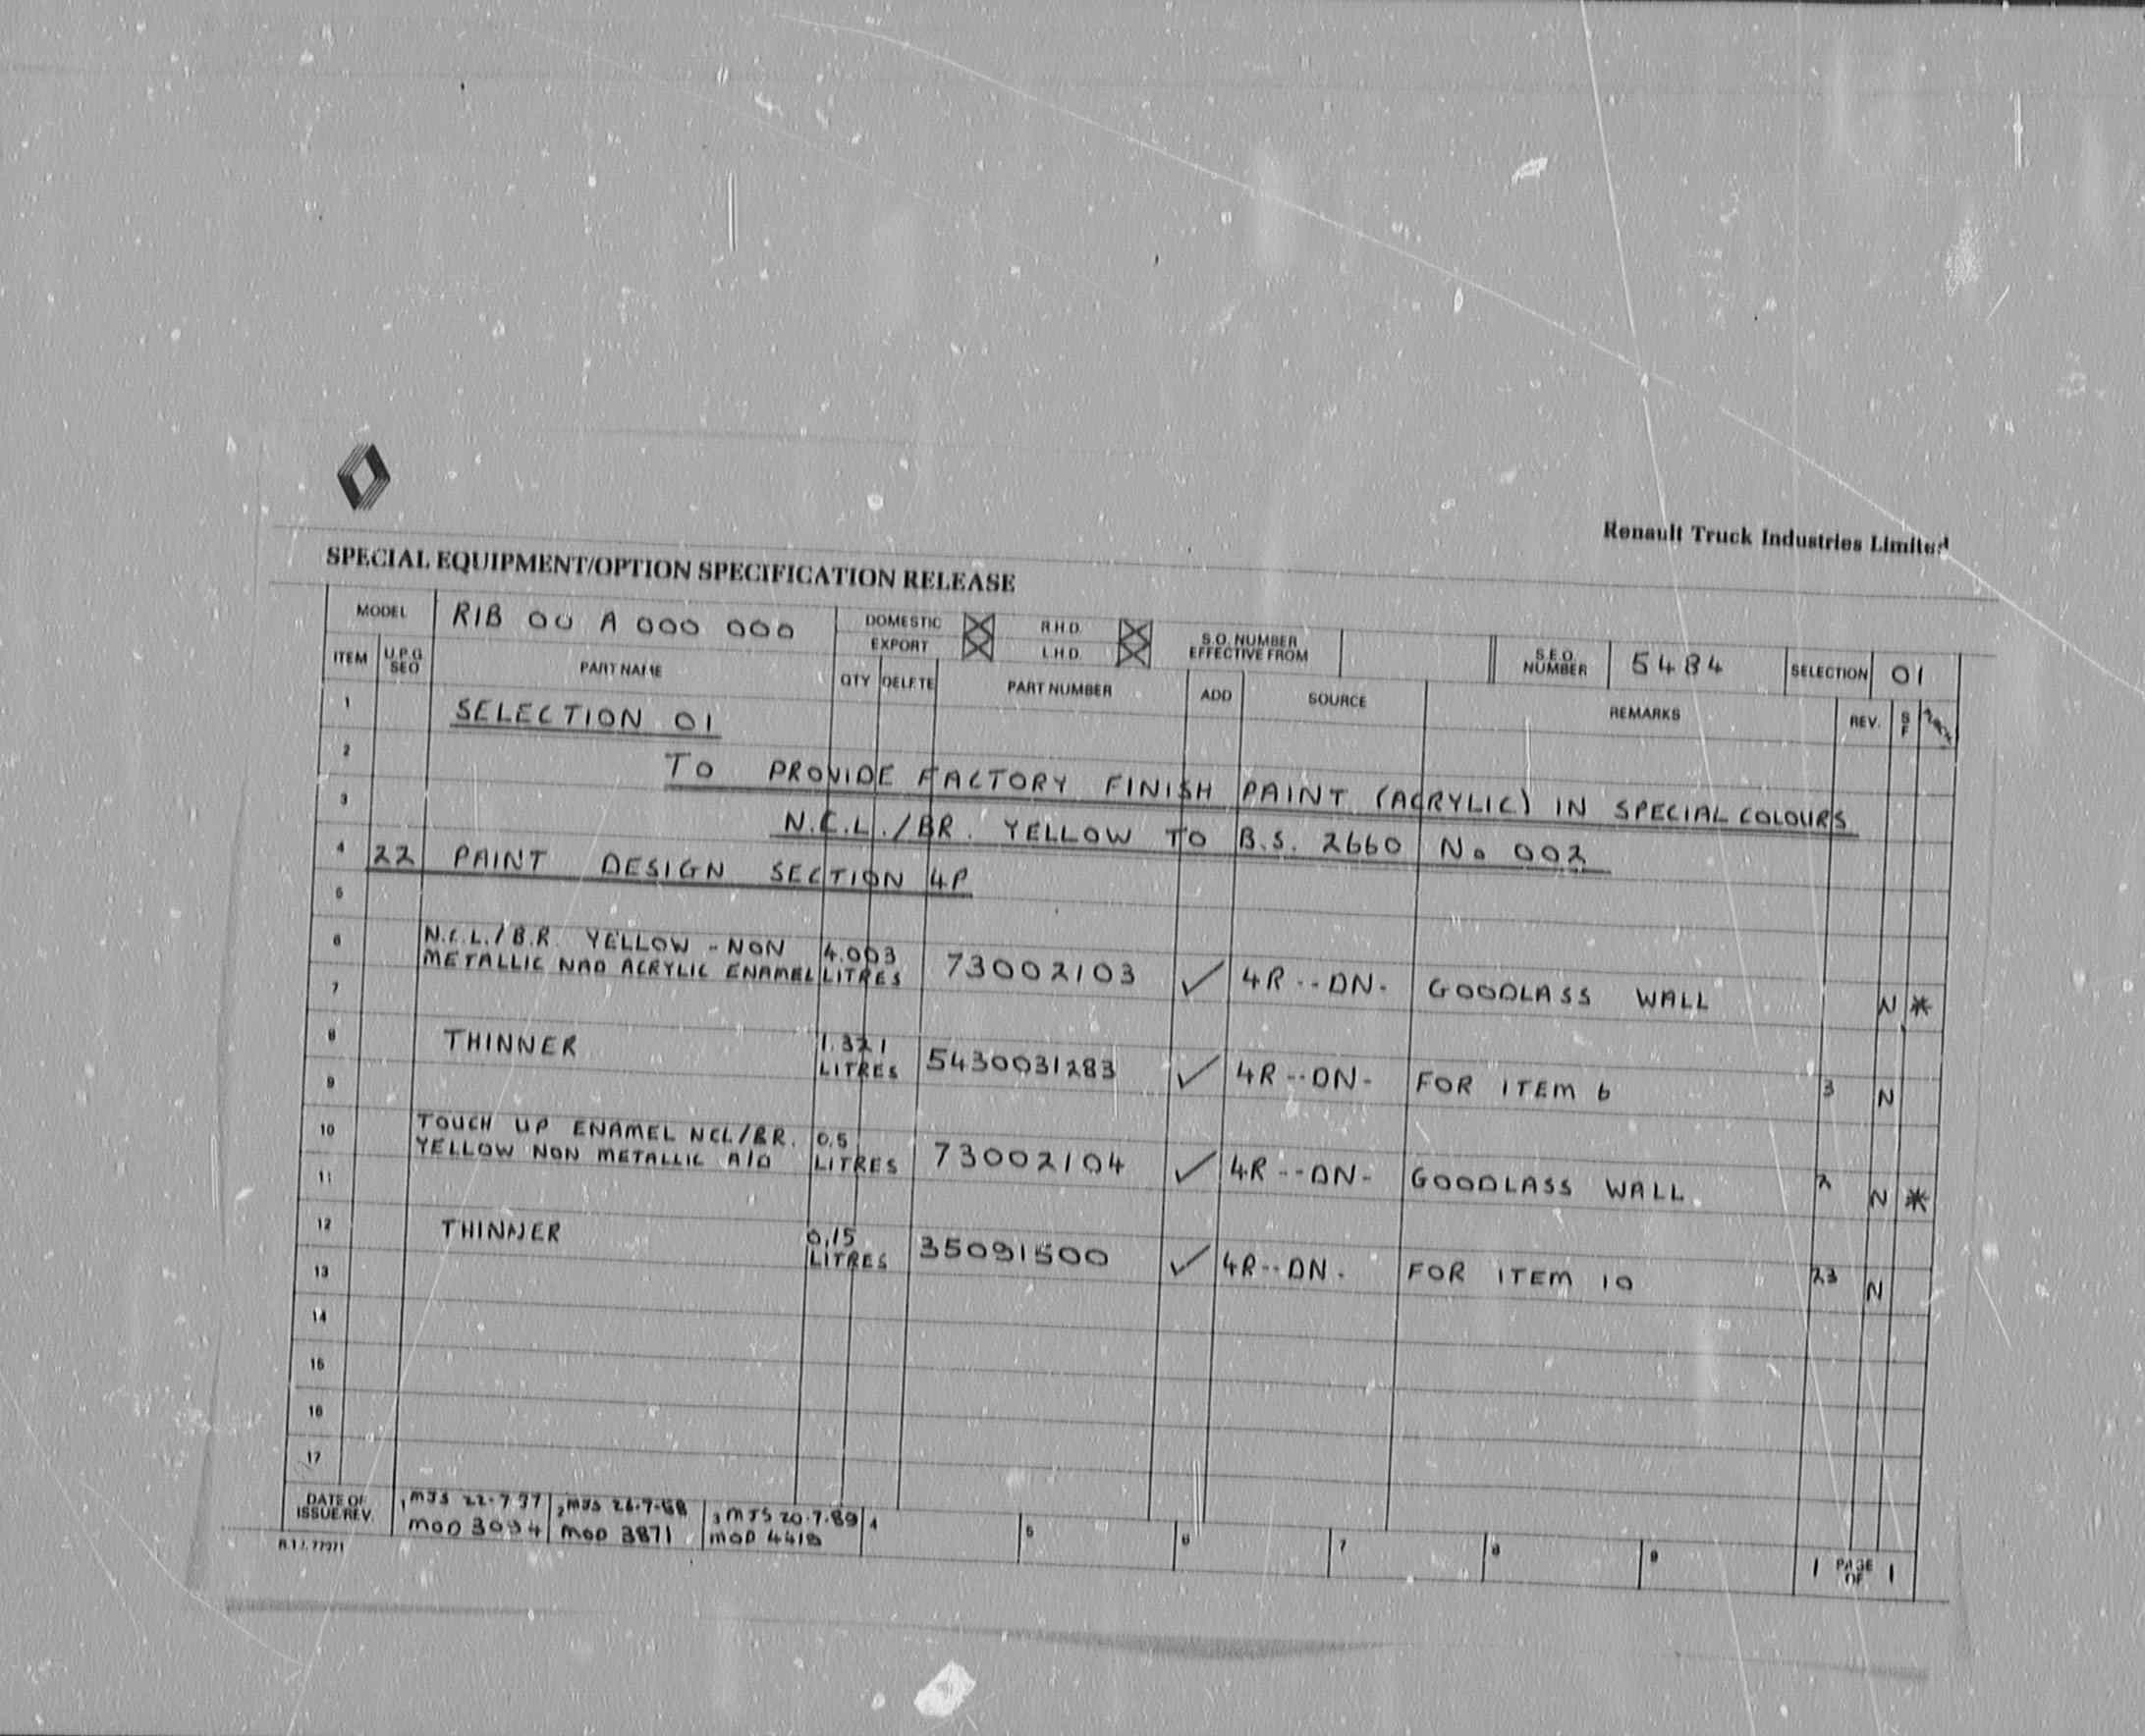 Renault Truck Industries Limited
SPECIAL EQUIPMENT/OPTION SPECIFICATION RELEASE
MODEL RIB 00 A 000 000 DOMESTIC R.H.D. S.O. NUMBER EFFECTIVE FROM S.E.O. NUMBER 5484 SELECTION 01
EXPORT L.H.D.
ITEM U.P.G. SEQ PART NAME QTY DELETE PART NUMBER ADD SOURCE REMARKS REV. S F
1 SELECTION 01
2 TO PROVIDE FACTORY FINISH PAINT (ACRYLIC) IN SPECIAL COLOURS
3 N.C.L./BR. YELLOW TO B.S. 2660 No 002
4 22 PAINT DESIGN SECTION 4P
5
6 N.C.L./B.R. YELLOW - NON 4.003
METALLIC NAD ACRYLIC ENAMEL LITRES 73002103 ✓ 4R--DN- GOODLASS WALL N *
7
8 THINNER 1.321 LITRES 5430031283 ✓ 4R--DN- FOR ITEM 6 3 N
9
10 TOUCH UP ENAMEL NCL/BR. 0.5
YELLOW NON METALLIC A/D LITRES 73002104 ✓ 4R--DN- GOODLASS WALL. 2 N *
11
12 THINNER 0.15 LITRES 35091500 ✓ 4R--DN- FOR ITEM 10 23 N
13
14
15
16
17
DATE OF ISSUE/REV. 1 MJS 22-7-77 2 MJS 26-7-88 3 MJS 20-7-89 4 5 6 7 8 9 1 PAGE OF 1
MOD 3094 MOD 3871 MOD 4418